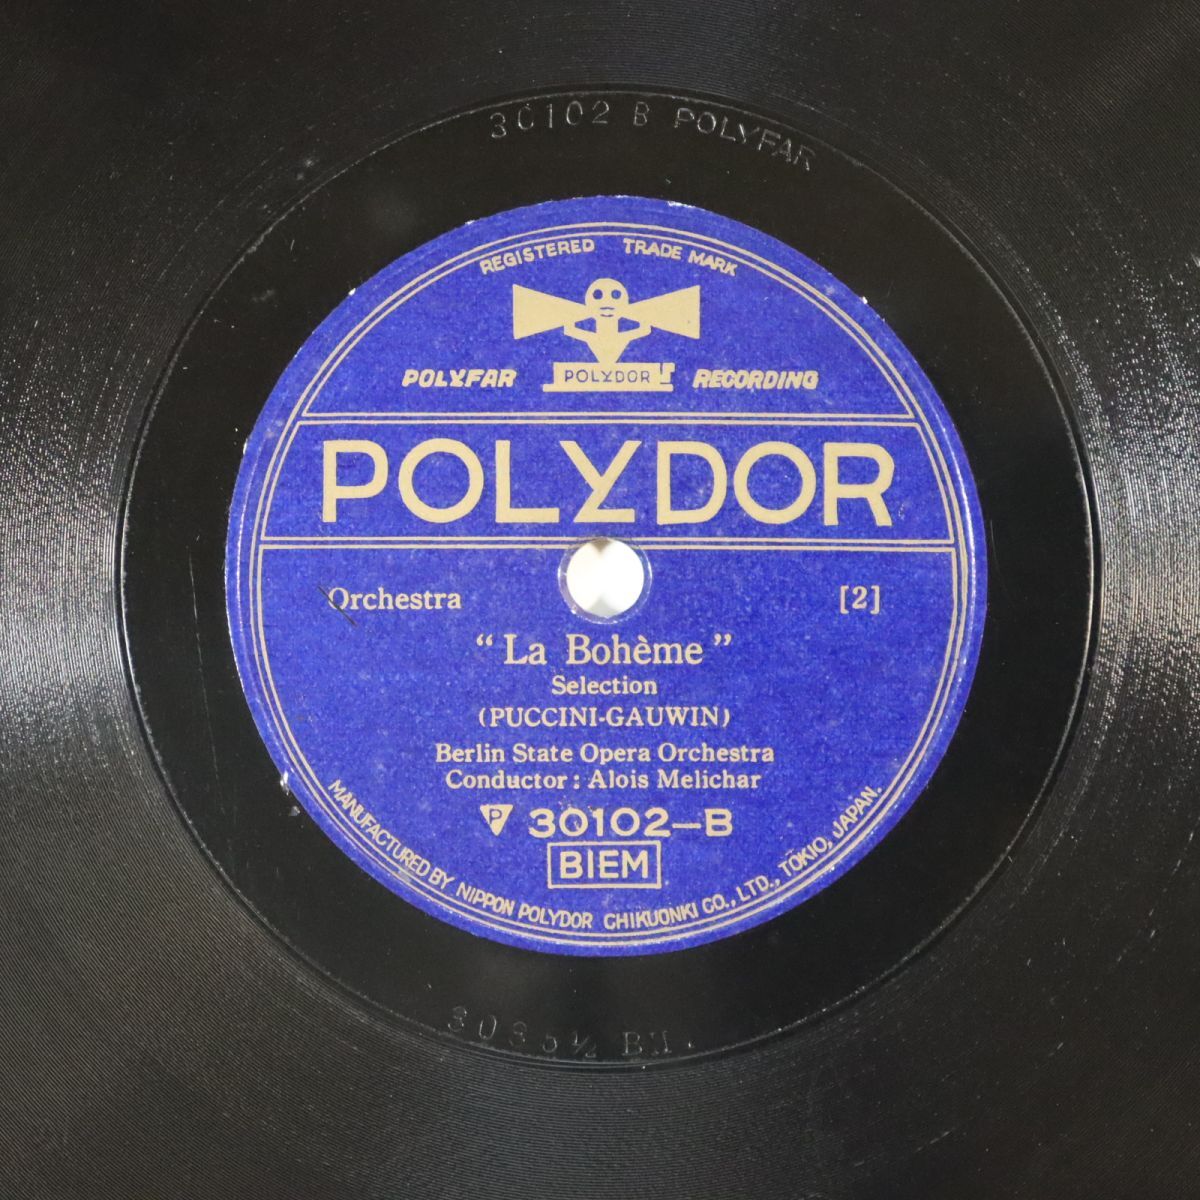 30102 B POLYFAR
REGISTERED TRADE MARK
POLYFAR POLYDOR RECORDING
POLYDOR
Orchestra [2]
“La Bohème”
Selection
(PUCCINI-GAUWIN)
Berlin State Opera Orchestra
Conductor : Alois Melichar
P 30102-B
BIEM
MANUFACTURED BY NIPPON POLYDOR CHIKUONKI CO., LTD., TOKIO, JAPAN.